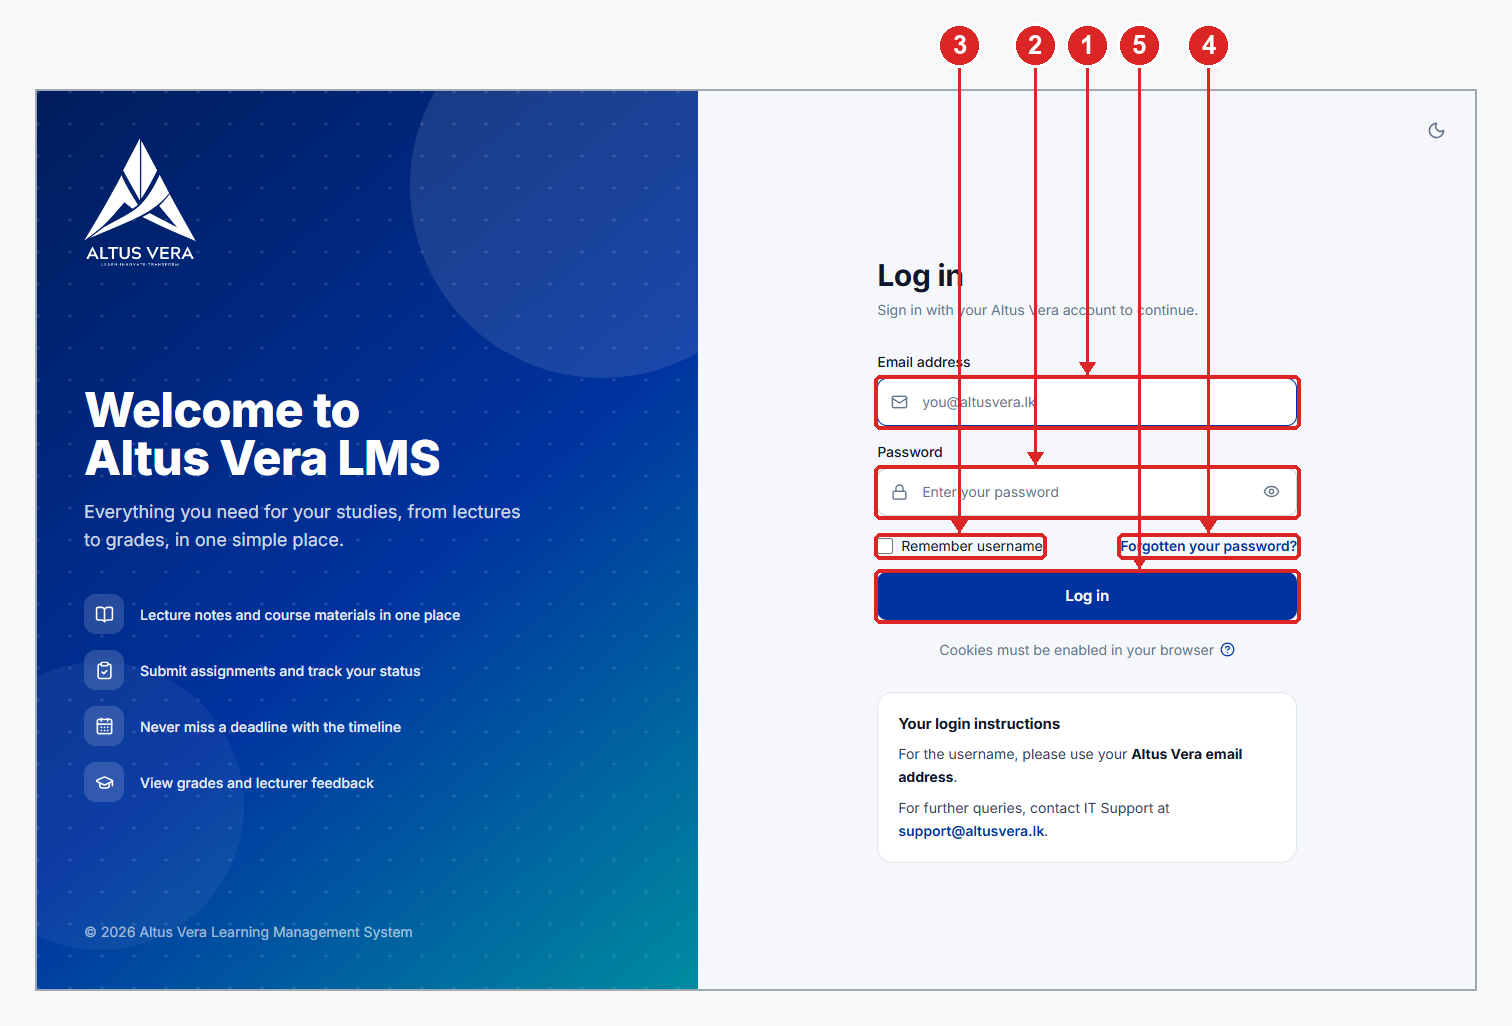 3 2 1 5 4
ALTUS VERA
LEARN•INNOVATE•TRANSFORM
Welcome to
Altus Vera LMS
Everything you need for your studies, from lectures
to grades, in one simple place.
Lecture notes and course materials in one place
Submit assignments and track your status
Never miss a deadline with the timeline
View grades and lecturer feedback
© 2026 Altus Vera Learning Management System
Log in
Sign in with your Altus Vera account to continue.
Email address
you@altusvera.lk
Password
Enter your password
Remember username
Forgotten your password?
Log in
Cookies must be enabled in your browser
Your login instructions
For the username, please use your Altus Vera email
address.
For further queries, contact IT Support at
support@altusvera.lk.